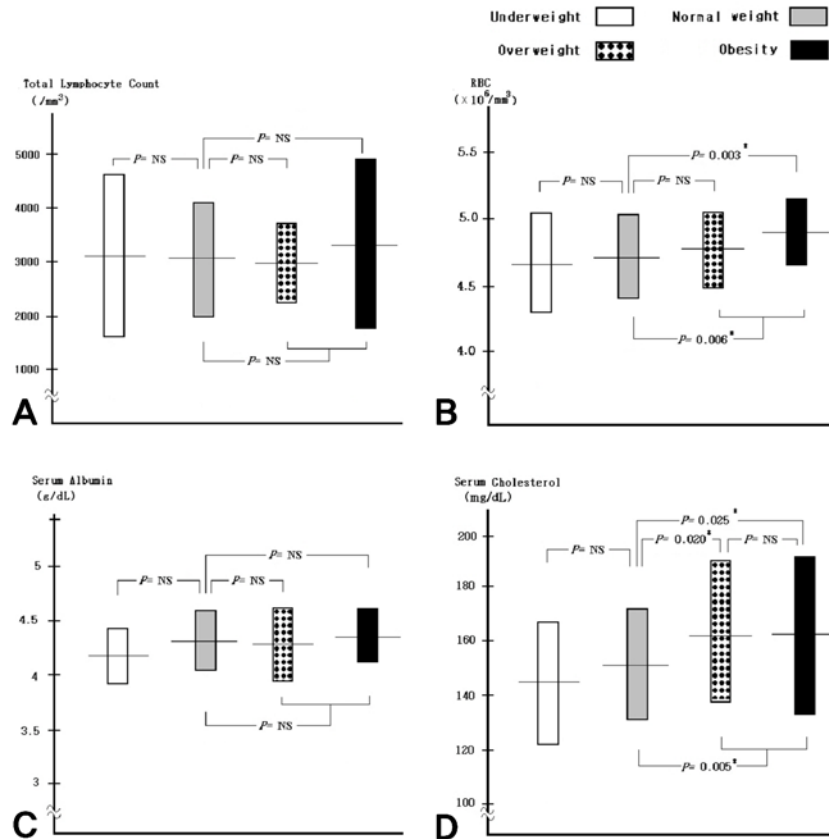 Underweight Normal weight
Overweight Obesity
Total Lymphocyte Count
(/mm³)
P= NS
P= NS P= NS
5000
4000
3000
2000
1000
P= NS
A
RBC
(×10⁶/mm³)
5.5
P= 0.003*
P= NS P= NS
5.0
4.5
4.0
P= 0.006*
B
Serum Albumin
(g/dL)
5
P= NS
P= NS P= NS
4.5
4
3.5
P= NS
3
C
Serum Cholesterol
(mg/dL)
200
P= 0.025*
P= NS P= 0.020* P= NS
180
160
140
120
P= 0.005*
100
D